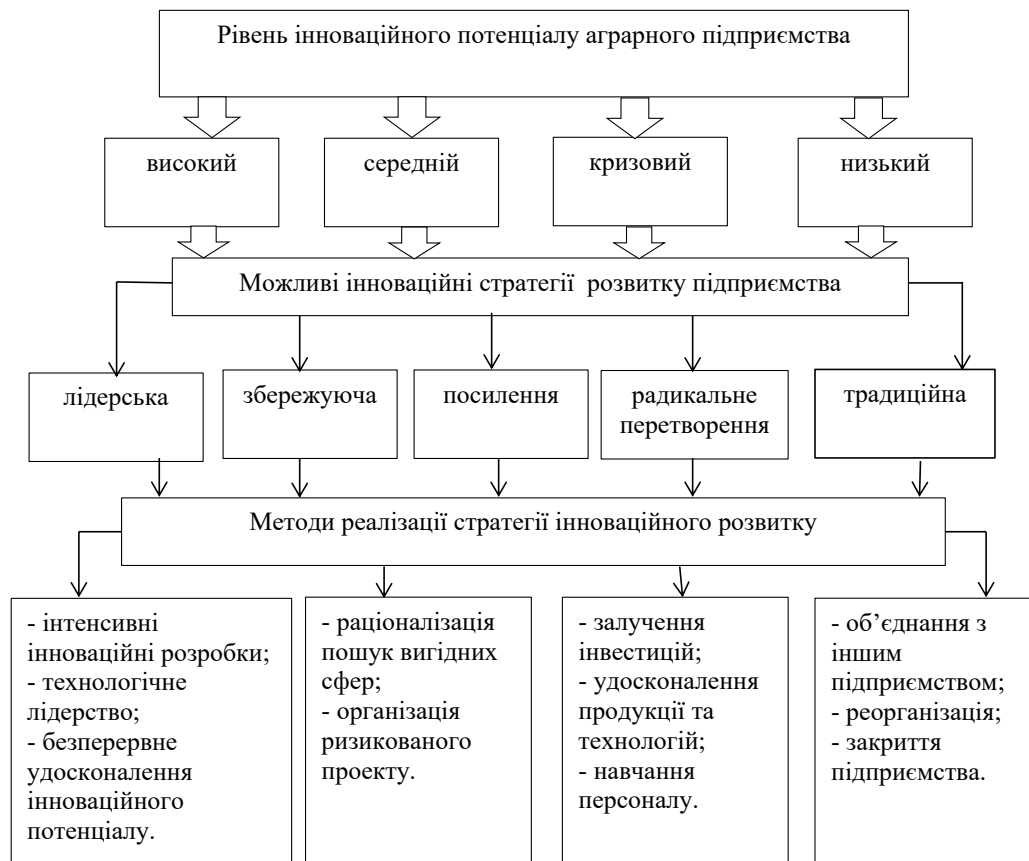 Рівень інноваційного потенціалу аграрного підприємства
високий
середній
кризовий
низький
Можливі інноваційні стратегії розвитку підприємства
лідерська
збережуюча
посилення
радикальне
перетворення
традиційна
Методи реалізації стратегії інноваційного розвитку
- інтенсивні
інноваційні розробки;
- технологічне
лідерство;
- безперервне
удосконалення
інноваційного
потенціалу.
- раціоналізація
пошук вигідних
сфер;
- організація
ризикованого
проекту.
- залучення
інвестицій;
- удосконалення
продукції та
технологій;
- навчання
персоналу.
- об’єднання з
іншим
підприємством;
- реорганізація;
- закриття
підприємства.